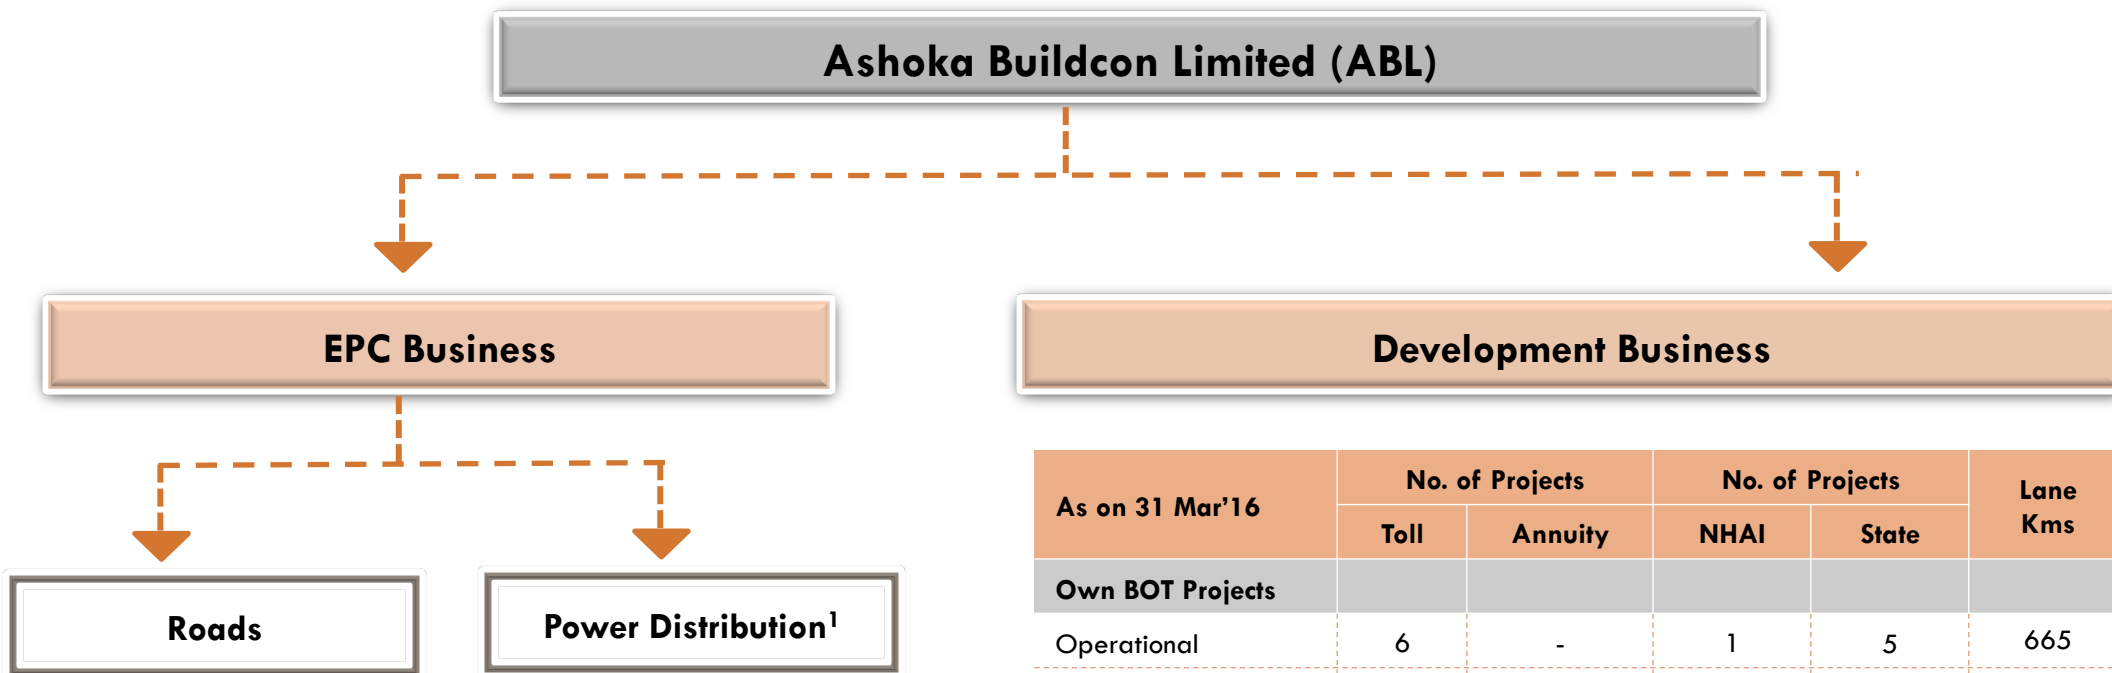 Ashoka Buildcon Limited (ABL)
EPC Business
Development Business
Roads
Power Distribution¹
As on 31 Mar’16
No. of Projects
No. of Projects
Lane
Kms
Toll
Annuity
NHAI
State
Own BOT Projects
Operational 6 - 1 5 665